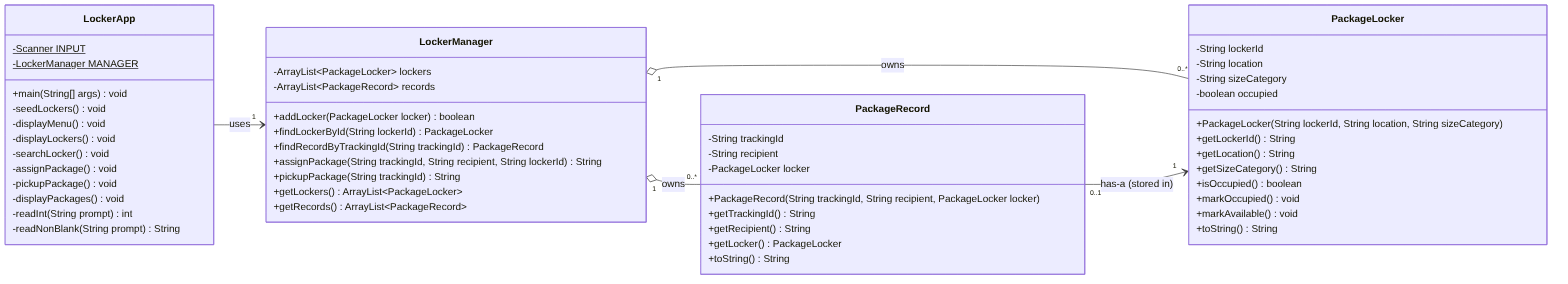 LockerApp
-Scanner INPUT
-LockerManager MANAGER
+main(String[] args) : void
-seedLockers() : void
-displayMenu() : void
-displayLockers() : void
-searchLocker() : void
-assignPackage() : void
-pickupPackage() : void
-displayPackages() : void
-readInt(String prompt) : int
-readNonBlank(String prompt) : String
uses
1
LockerManager
-ArrayList<PackageLocker> lockers
-ArrayList<PackageRecord> records
+addLocker(PackageLocker locker) : boolean
+findLockerById(String lockerId) : PackageLocker
+findRecordByTrackingId(String trackingId) : PackageRecord
+assignPackage(String trackingId, String recipient, String lockerId) : String
+pickupPackage(String trackingId) : String
+getLockers() : ArrayList<PackageLocker>
+getRecords() : ArrayList<PackageRecord>
1
owns
0..*
1
owns
0..*
PackageRecord
-String trackingId
-String recipient
-PackageLocker locker
+PackageRecord(String trackingId, String recipient, PackageLocker locker)
+getTrackingId() : String
+getRecipient() : String
+getLocker() : PackageLocker
+toString() : String
0..1
has-a (stored in)
1
PackageLocker
-String lockerId
-String location
-String sizeCategory
-boolean occupied
+PackageLocker(String lockerId, String location, String sizeCategory)
+getLockerId() : String
+getLocation() : String
+getSizeCategory() : String
+isOccupied() : boolean
+markOccupied() : void
+markAvailable() : void
+toString() : String